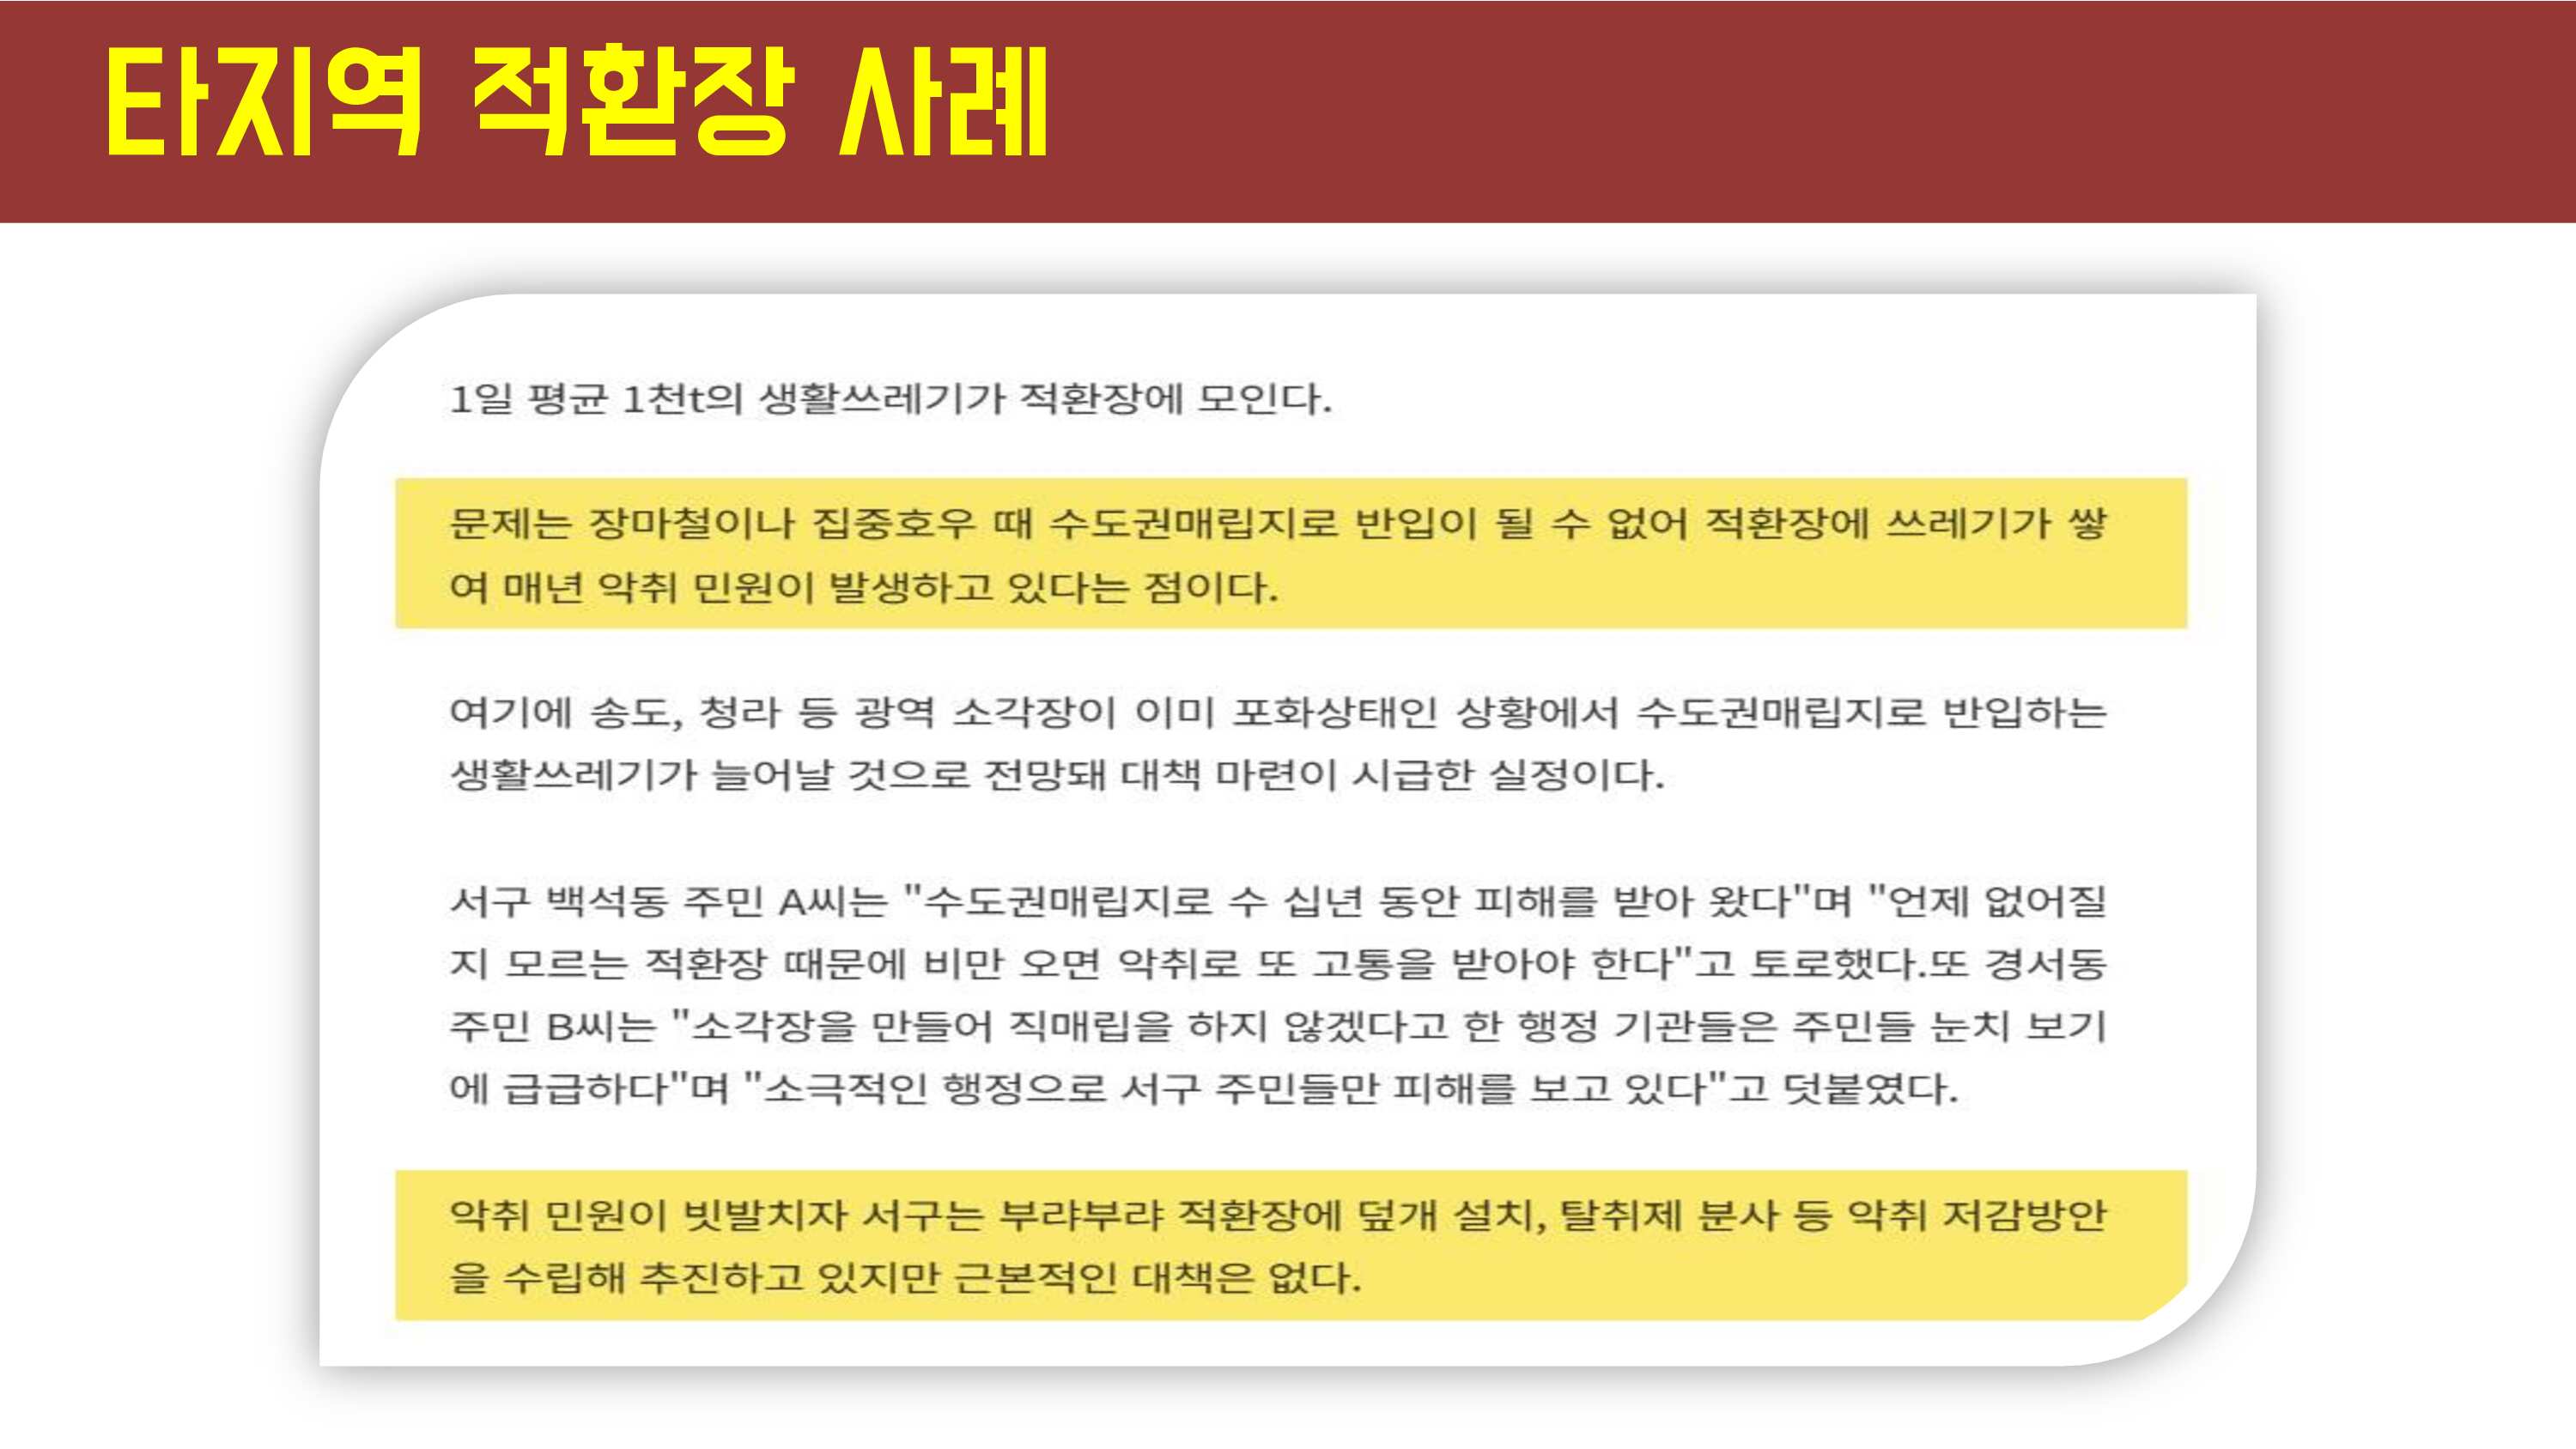 타지역 적환장 사례
1일 평균 1천t의 생활쓰레기가 적환장에 모인다.
문제는 장마철이나 집중호우 때 수도권매립지로 반입이 될 수 없어 적환장에 쓰레기가 쌓
여 매년 악취 민원이 발생하고 있다는 점이다.
여기에 송도, 청라 등 광역 소각장이 이미 포화상태인 상황에서 수도권매립지로 반입하는
생활쓰레기가 늘어날 것으로 전망돼 대책 마련이 시급한 실정이다.
서구 백석동 주민 A씨는 "수도권매립지로 수 십년 동안 피해를 받아 왔다"며 "언제 없어질
지 모르는 적환장 때문에 비만 오면 악취로 또 고통을 받아야 한다"고 토로했다.또 경서동
주민 B씨는 "소각장을 만들어 직매립을 하지 않겠다고 한 행정 기관들은 주민들 눈치 보기
에 급급하다"며 "소극적인 행정으로 서구 주민들만 피해를 보고 있다"고 덧붙였다.
악취 민원이 빗발치자 서구는 부랴부랴 적환장에 덮개 설치, 탈취제 분사 등 악취 저감방안
을 수립해 추진하고 있지만 근본적인 대책은 없다.